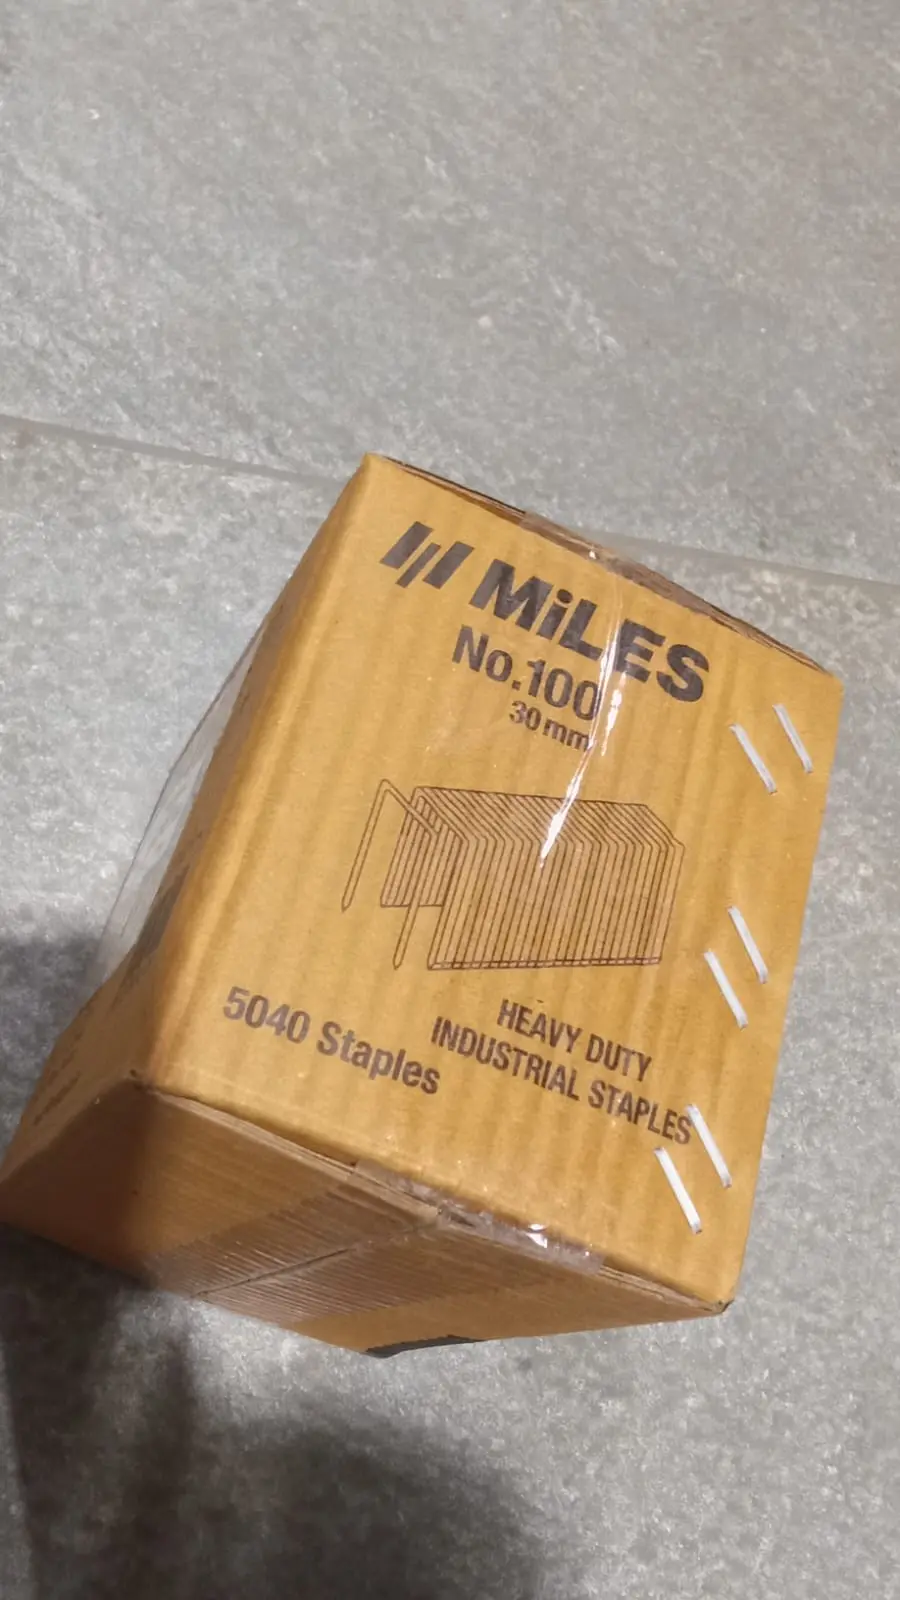 MiLES
No.100
30mm
5040 Staples
HEAVY DUTY
INDUSTRIAL STAPLES